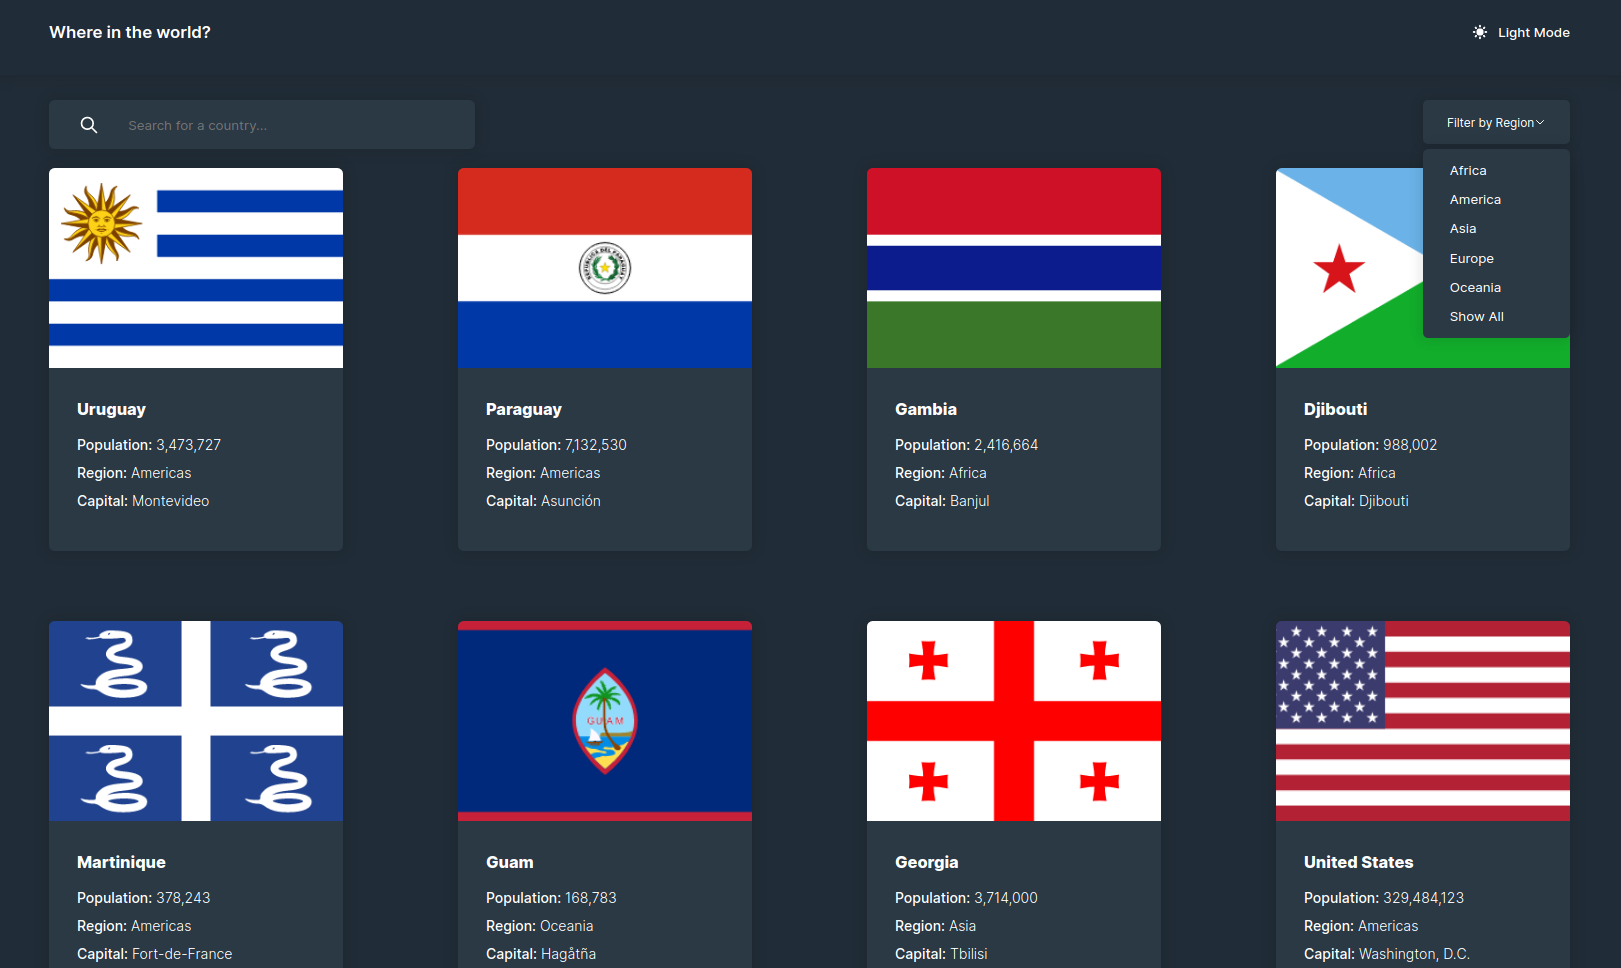 Where in the world?
Light Mode
Search for a country...
Filter by Region
Africa
America
Asia
Europe
Oceania
Show All
REPUBLICA DEL PARAGUAY
Uruguay
Population: 3,473,727
Region: Americas
Capital: Montevideo
Paraguay
Population: 7,132,530
Region: Americas
Capital: Asunción
Gambia
Population: 2,416,664
Region: Africa
Capital: Banjul
Djibouti
Population: 988,002
Region: Africa
Capital: Djibouti
GUAM
Martinique
Population: 378,243
Region: Americas
Capital: Fort-de-France
Guam
Population: 168,783
Region: Oceania
Capital: Hagåtña
Georgia
Population: 3,714,000
Region: Asia
Capital: Tbilisi
United States
Population: 329,484,123
Region: Americas
Capital: Washington, D.C.